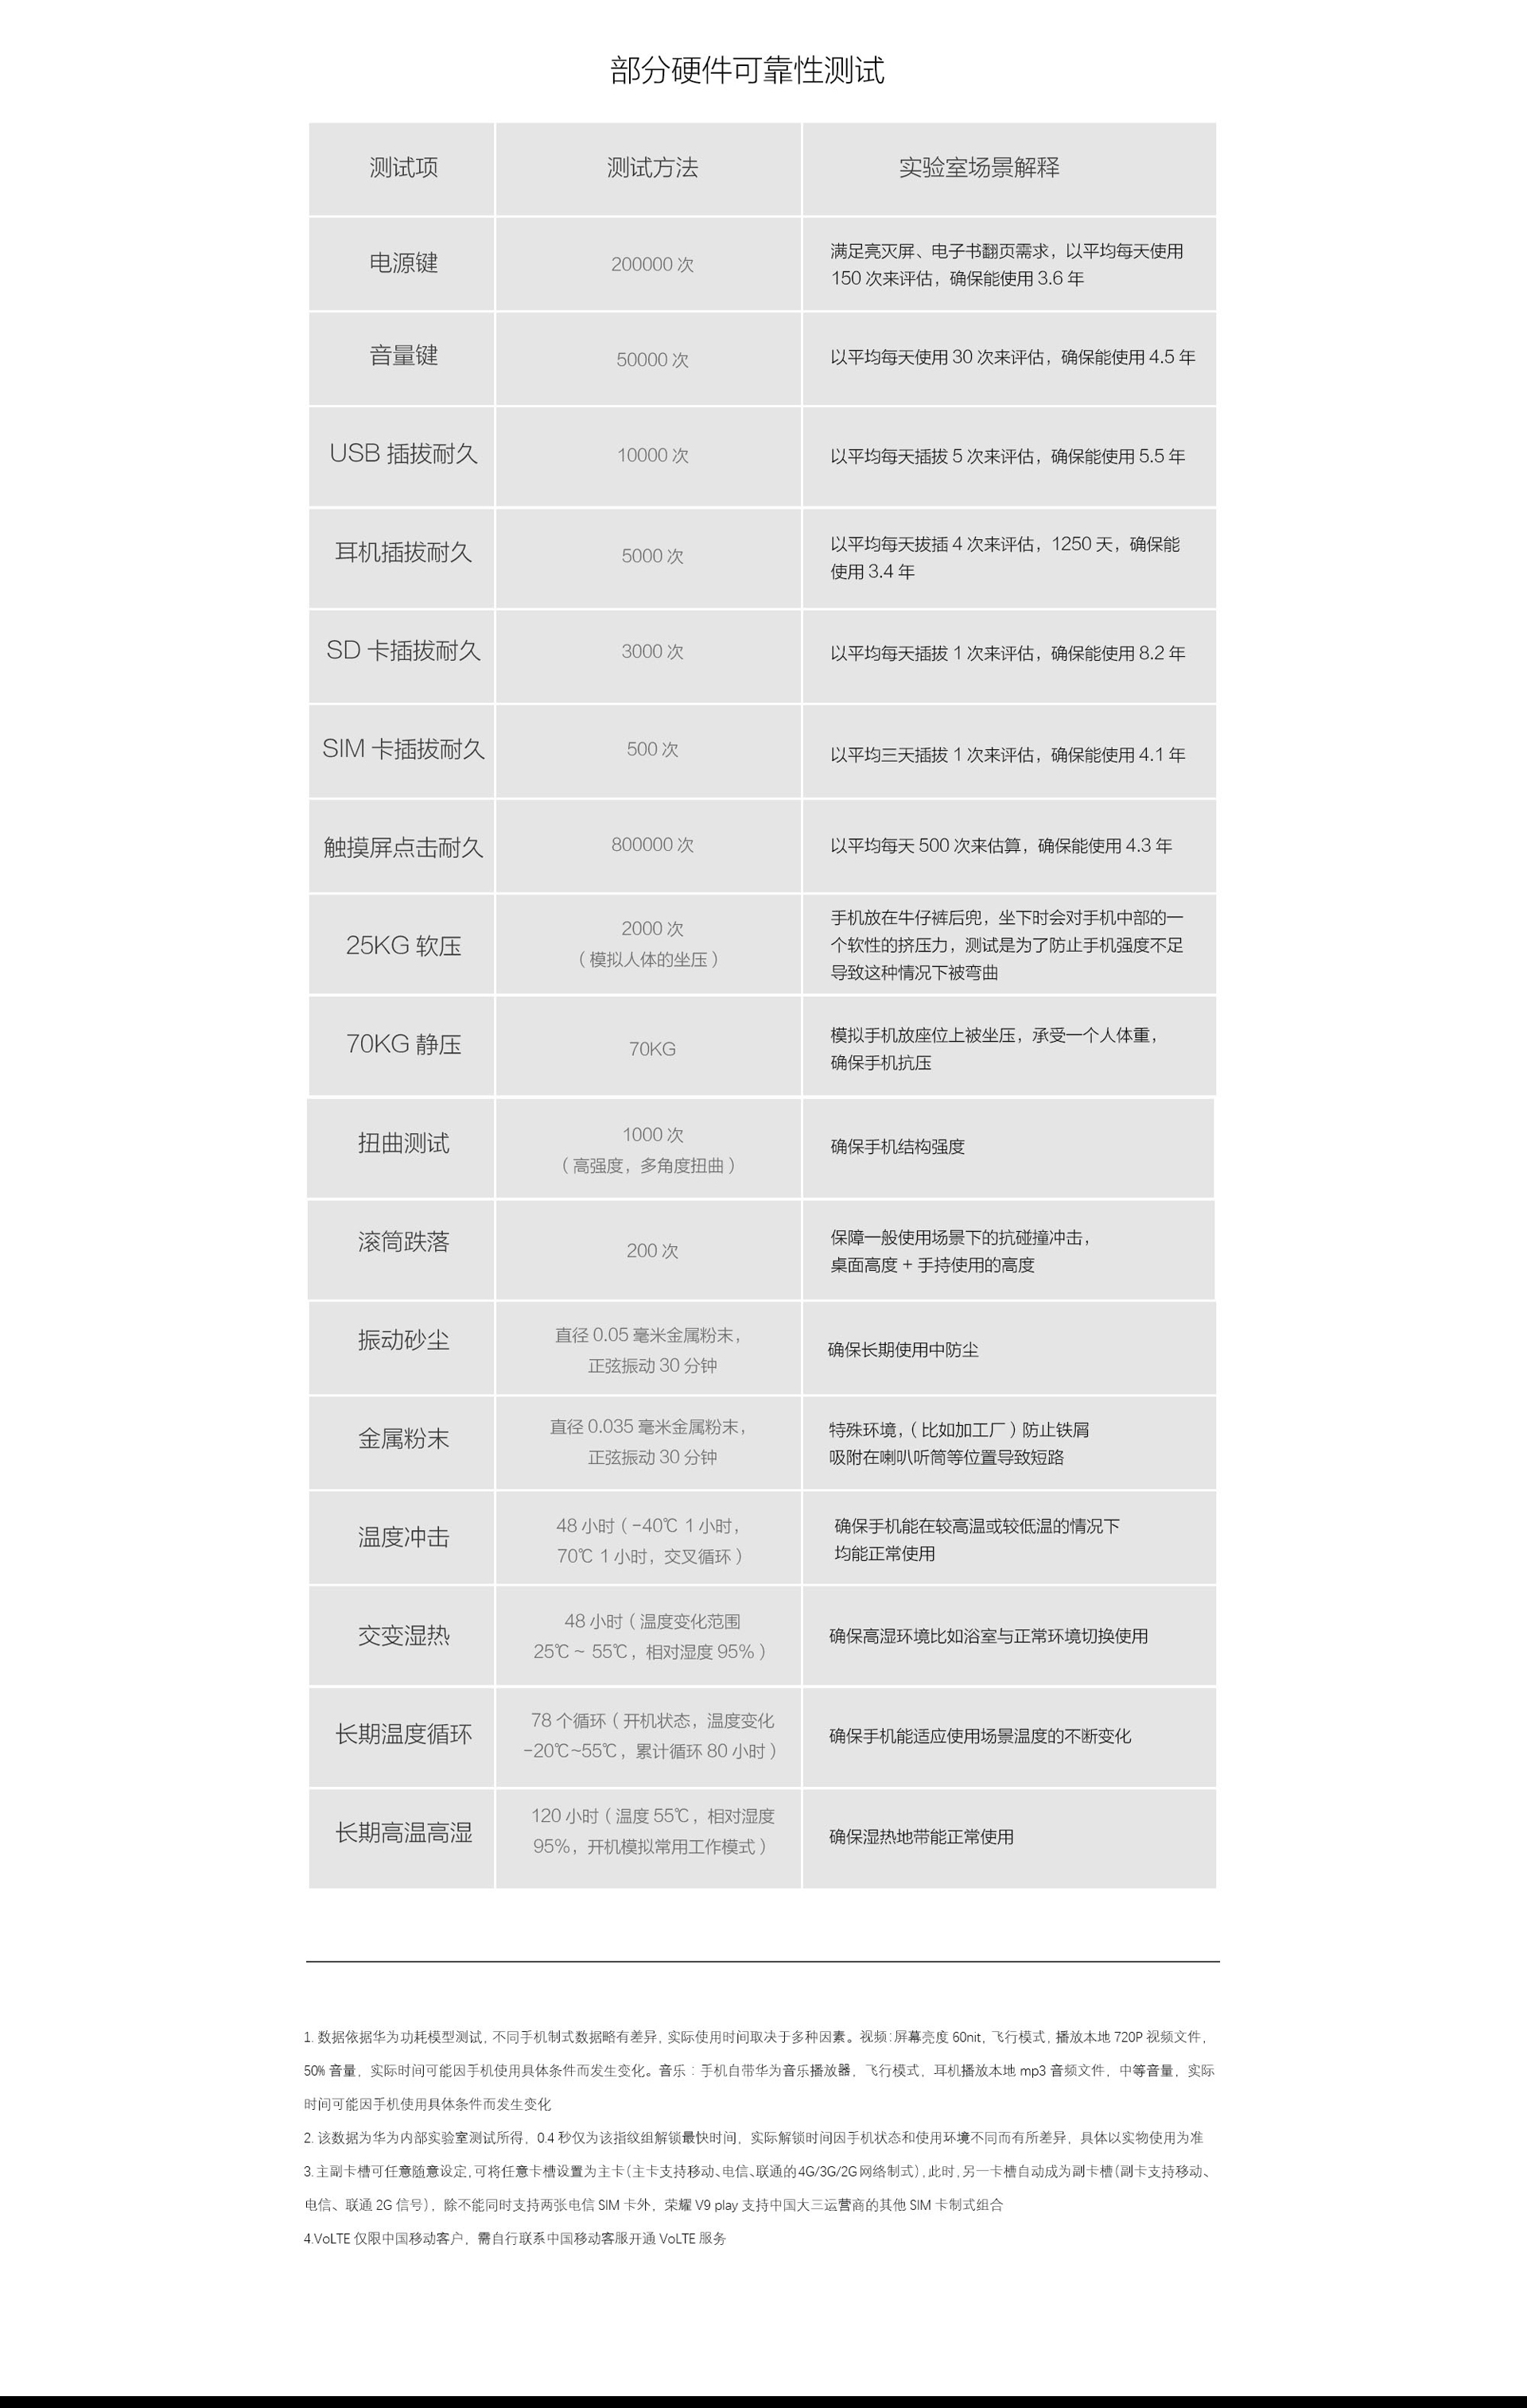 部分硬件可靠性测试
测试项
测试方法
实验室场景解释
电源键
200000 次
满足亮灭屏、电子书翻页需求，以平均每天使用
150 次来评估，确保能使用 3.6 年
音量键
50000 次
以平均每天使用 30 次来评估，确保能使用 4.5 年
USB 插拔耐久
10000 次
以平均每天插拔 5 次来评估，确保能使用 5.5 年
耳机插拔耐久
5000 次
以平均每天拔插 4 次来评估，1250 天，确保能
使用 3.4 年
SD 卡插拔耐久
3000 次
以平均每天插拔 1 次来评估，确保能使用 8.2 年
SIM 卡插拔耐久
500 次
以平均三天插拔 1 次来评估，确保能使用 4.1 年
触摸屏点击耐久
800000 次
以平均每天 500 次来估算，确保能使用 4.3 年
25KG 软压
2000 次
（模拟人体的坐压）
手机放在牛仔裤后兜，坐下时会对手机中部的一
个软性的挤压力，测试是为了防止手机强度不足
导致这种情况下被弯曲
70KG 静压
70KG
模拟手机放座位上被坐压，承受一个人体重，
确保手机抗压
扭曲测试
1000 次
（高强度，多角度扭曲）
确保手机结构强度
滚筒跌落
200 次
保障一般使用场景下的抗碰撞冲击，
桌面高度 + 手持使用的高度
振动砂尘
直径 0.05 毫米金属粉末，
正弦振动 30 分钟
确保长期使用中防尘
金属粉末
直径 0.035 毫米金属粉末，
正弦振动 30 分钟
特殊环境，（比如加工厂）防止铁屑
吸附在喇叭听筒等位置导致短路
温度冲击
48 小时（-40℃ 1 小时，
70℃ 1 小时，交叉循环）
确保手机能在较高温或较低温的情况下
均能正常使用
交变湿热
48 小时（温度变化范围
25℃ ~ 55℃，相对湿度 95%）
确保高湿环境比如浴室与正常环境切换使用
长期温度循环
78 个循环（开机状态，温度变化
-20℃~55℃，累计循环 80 小时）
确保手机能适应使用场景温度的不断变化
长期高温高湿
120 小时（温度 55℃，相对湿度
95%，开机模拟常用工作模式）
确保湿热地带能正常使用
1. 数据依据华为功耗模型测试, 不同手机制式数据略有差异, 实际使用时间取决于多种因素。视频：屏幕亮度 60nit, 飞行模式, 播放本地 720P 视频文件,
50% 音量，实际时间可能因手机使用具体条件而发生变化。音乐：手机自带华为音乐播放器，飞行模式，耳机播放本地 mp3 音频文件，中等音量，实际
时间可能因手机使用具体条件而发生变化
2. 该数据为华为内部实验室测试所得，0.4 秒仅为该指纹组解锁最快时间，实际解锁时间因手机状态和使用环境不同而有所差异，具体以实物使用为准
3. 主副卡槽可任意随意设定,可将任意卡槽设置为主卡（主卡支持移动、电信、联通的4G/3G/2G网络制式）,此时,另一卡槽自动成为副卡槽（副卡支持移动、
电信、联通 2G 信号），除不能同时支持两张电信 SIM 卡外，荣耀 V9 play 支持中国大三运营商的其他 SIM 卡制式组合
4.VoLTE 仅限中国移动客户，需自行联系中国移动客服开通 VoLTE 服务